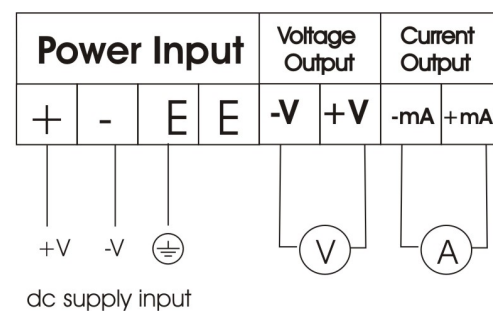 Power Input
Voltage
Output
Current
Output
+ - E E -V +V -mA +mA
+V -V
V A
dc supply input